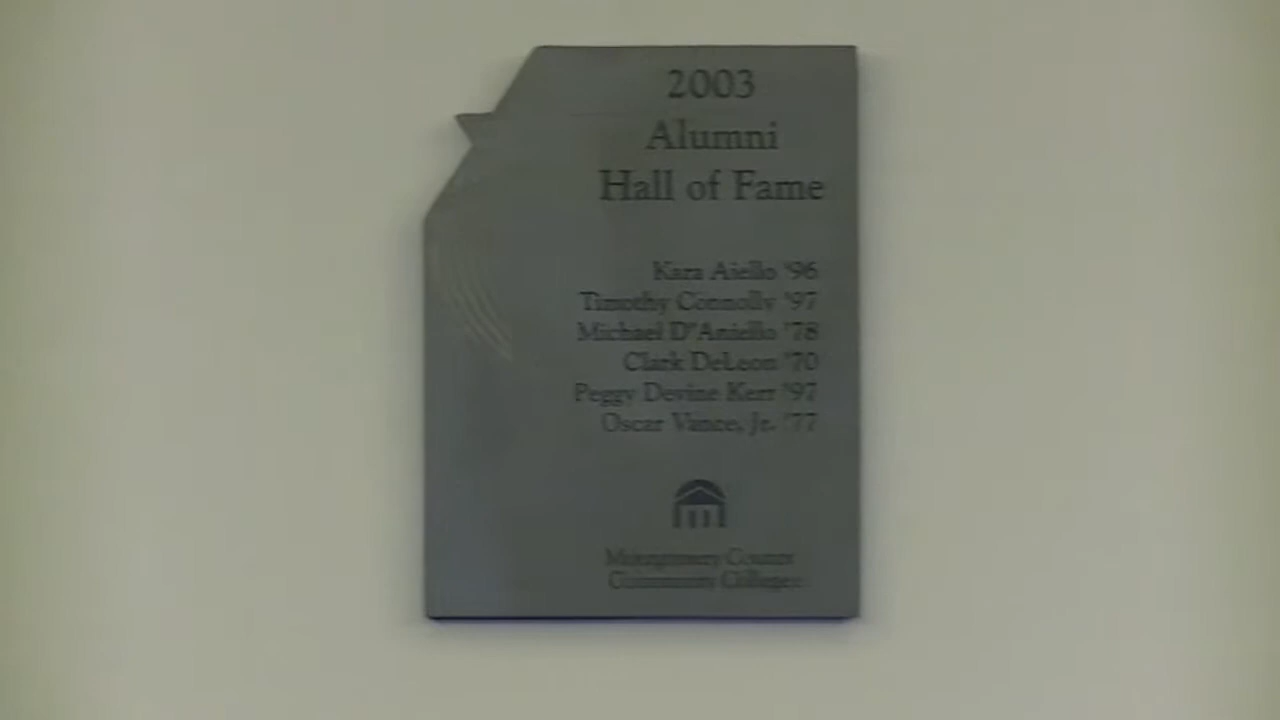 2003
Alumni
Hall of Fame
Kara Aiello '96
Timothy Connolly '97
Michael D'Aniello '78
Clark DeLeon '70
Peggy Devine Kerr '97
Oscar Vance, Jr. '77
Montgomery County
Community College